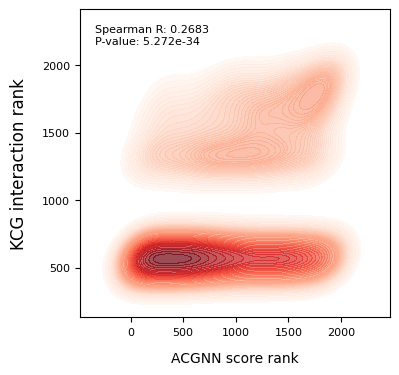 Spearman R: 0.2683
P-value: 5.272e-34
KCG interaction rank
2000
1500
1000
500
0
500
1000
1500
2000
ACGNN score rank